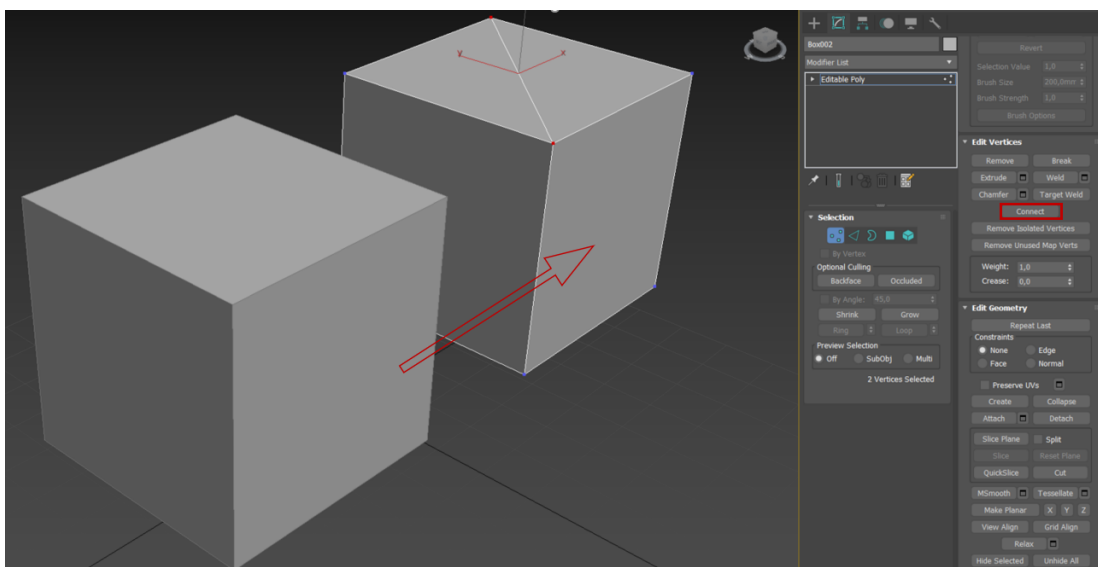 Box002
Modifier List
Editable Poly
Selection
By Vertex
Optional Culling
Backface
Occluded
By Angle:
45,0
Shrink
Grow
Ring
Loop
Preview Selection
Off
SubObj
Multi
2 Vertices Selected
Revert
Selection Value
1,0
Brush Size
200,0mm
Brush Strength
1,0
Brush Options
Edit Vertices
Remove
Break
Extrude
Weld
Chamfer
Target Weld
Connect
Remove Isolated Vertices
Remove Unused Map Verts
Weight:
1,0
Crease:
0,0
Edit Geometry
Repeat Last
Constraints
None
Edge
Face
Normal
Preserve UVs
Create
Collapse
Attach
Detach
Slice Plane
Split
Slice
Reset Plane
QuickSlice
Cut
MSmooth
Tessellate
Make Planar
X
Y
Z
View Align
Grid Align
Relax
Hide Selected
Unhide All
y
x